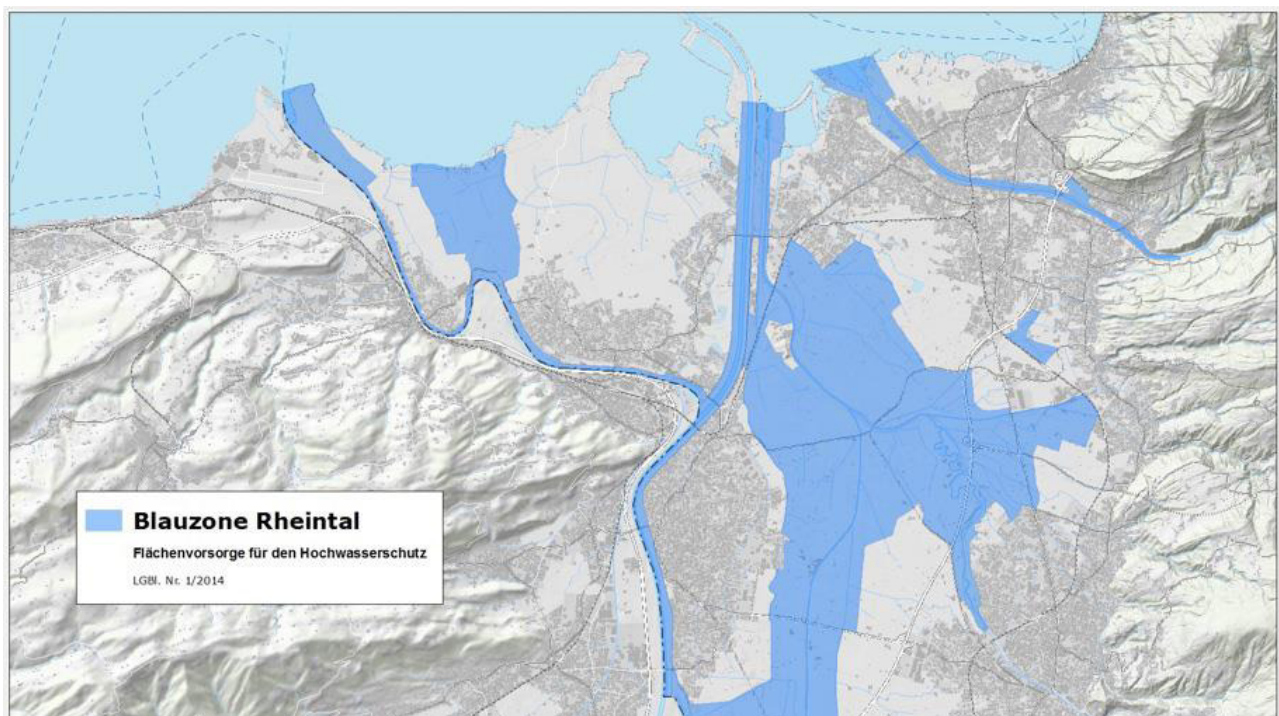 Blauzone Rheintal
Flächenvorsorge für den Hochwasserschutz
LGBl. Nr. 1/2014